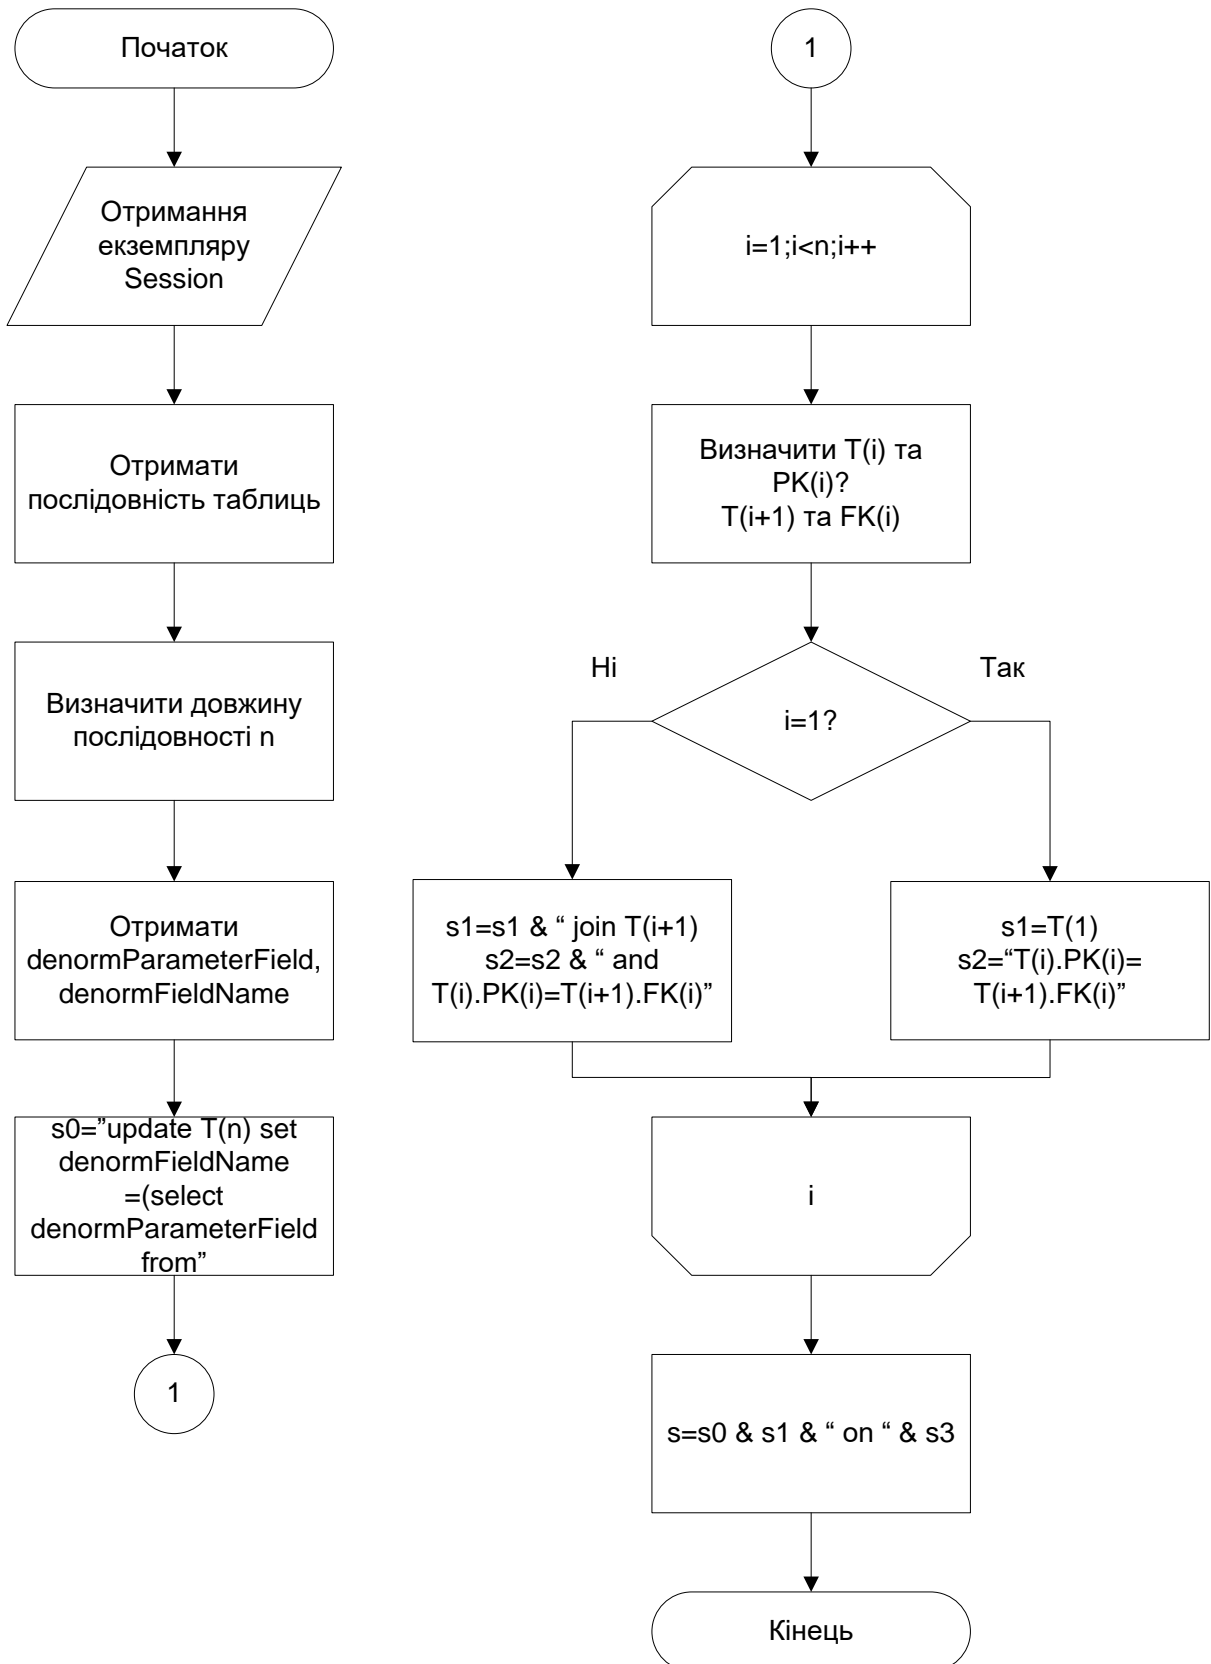 Початок
Отримання
екземпляру
Session
Отримати
послідовність таблиць
Визначити довжину
послідовності n
Отримати
denormParameterField,
denormFieldName
s0=”update T(n) set
denormFieldName
=(select
denormParameterField
from”
1
1
i=1;i<n;i++
Визначити T(i) та
PK(i)?
T(i+1) та FK(i)
Ні
Так
i=1?
s1=s1 & “ join T(i+1)
s2=s2 & “ and
T(i).PK(i)=T(i+1).FK(i)”
s1=T(1)
s2=“T(i).PK(i)=
T(i+1).FK(i)”
i
s=s0 & s1 & “ on “ & s3
Кінець